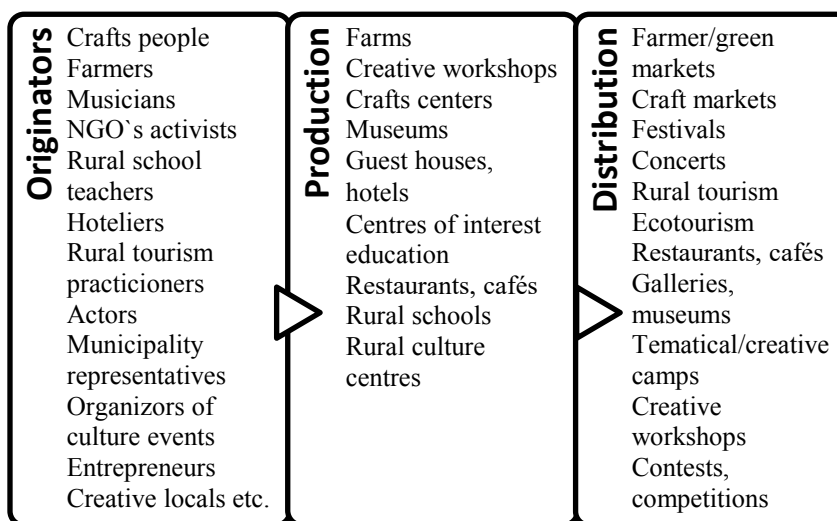 Originators
Crafts people
Farmers
Musicians
NGO`s activists
Rural school
teachers
Hoteliers
Rural tourism
practicioners
Actors
Municipality
representatives
Organizors of
culture events
Entrepreneurs
Creative locals etc.
Production
Farms
Creative workshops
Crafts centers
Museums
Guest houses,
hotels
Centres of interest
education
Restaurants, cafés
Rural schools
Rural culture
centres
Distribution
Farmer/green
markets
Craft markets
Festivals
Concerts
Rural tourism
Ecotourism
Restaurants, cafés
Galleries,
museums
Tematical/creative
camps
Creative
workshops
Contests,
competitions